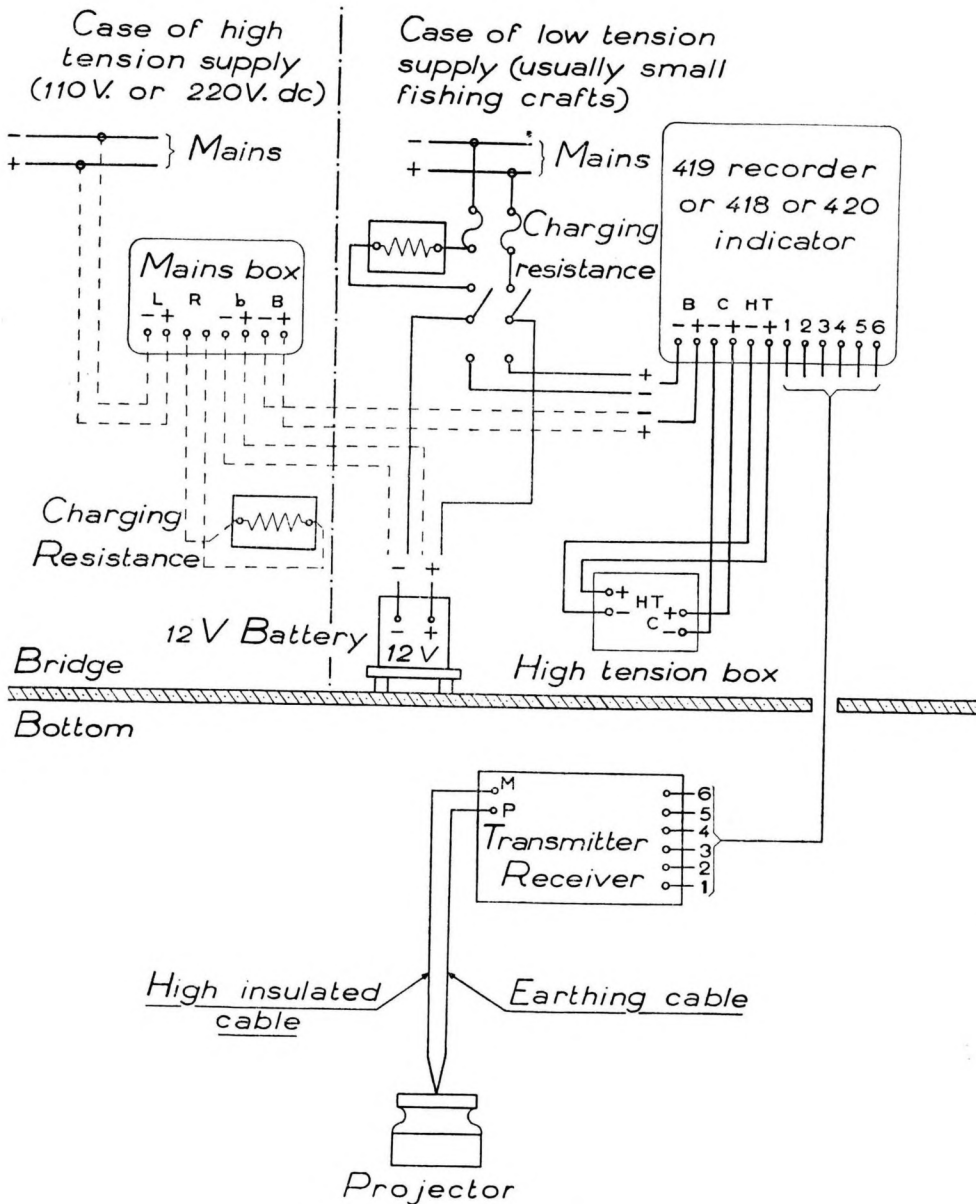 Case of high
tension supply
(110V. or 220V. dc)
Case of low tension
supply (usually small
fishing crafts)
- } Mains
+
- } Mains
+
Charging
resistance
419 recorder
or 418 or 420
indicator
B C HT
- + - + - + 1 2 3 4 5 6
Mains box
L R b B
- + - + - +
+
-
-
+
Charging
Resistance
- +
12 V Battery
- +
12 V
+ HT +
- C -
High tension box
Bridge
Bottom
M
P
Transmitter
Receiver
6
5
4
3
2
1
High insulated
cable
Earthing cable
Projector